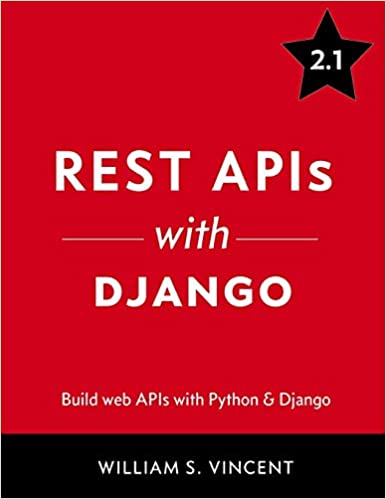 2.1
REST APIs
with
DJANGO
Build web APIs with Python & Django
WILLIAM S. VINCENT